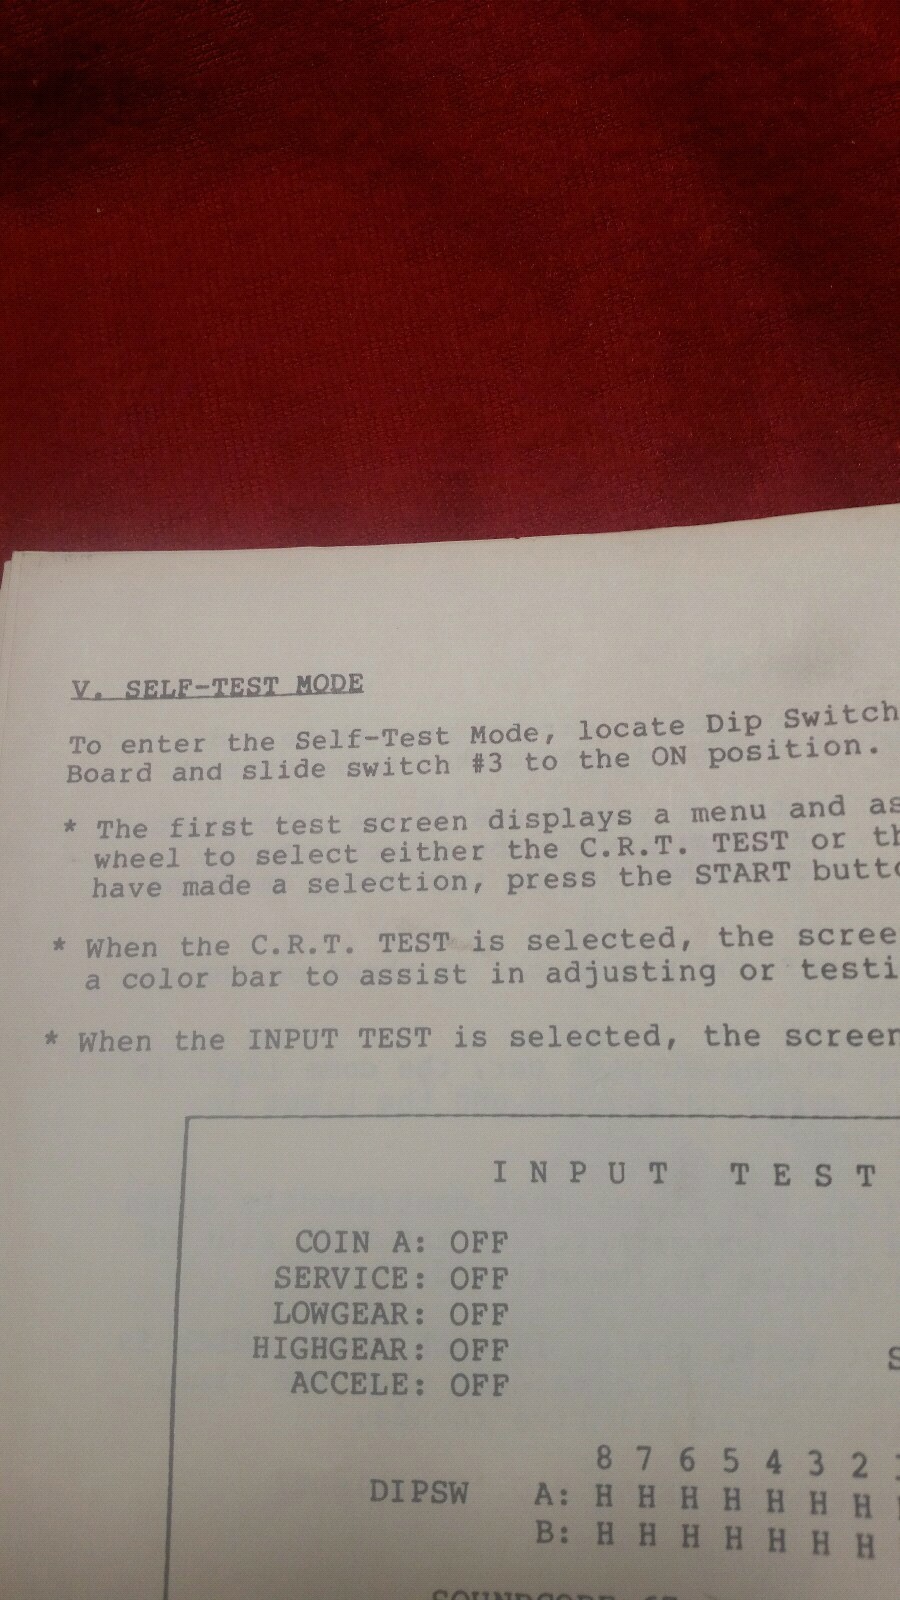 V. SELF-TEST MODE
To enter the Self-Test Mode, locate Dip Switch
Board and slide switch #3 to the ON position.
* The first test screen displays a menu and as
wheel to select either the C.R.T. TEST or th
have made a selection, press the START butto
* When the C.R.T. TEST is selected, the scree
a color bar to assist in adjusting or testi
* When the INPUT TEST is selected, the screen
INPUT TEST
COIN A: OFF
SERVICE: OFF
LOWGEAR: OFF
HIGHGEAR: OFF
S
ACCELE: OFF
8 7 6 5 4 3 2
DIPSW A: H H H H H H H
B: H H H H H H H